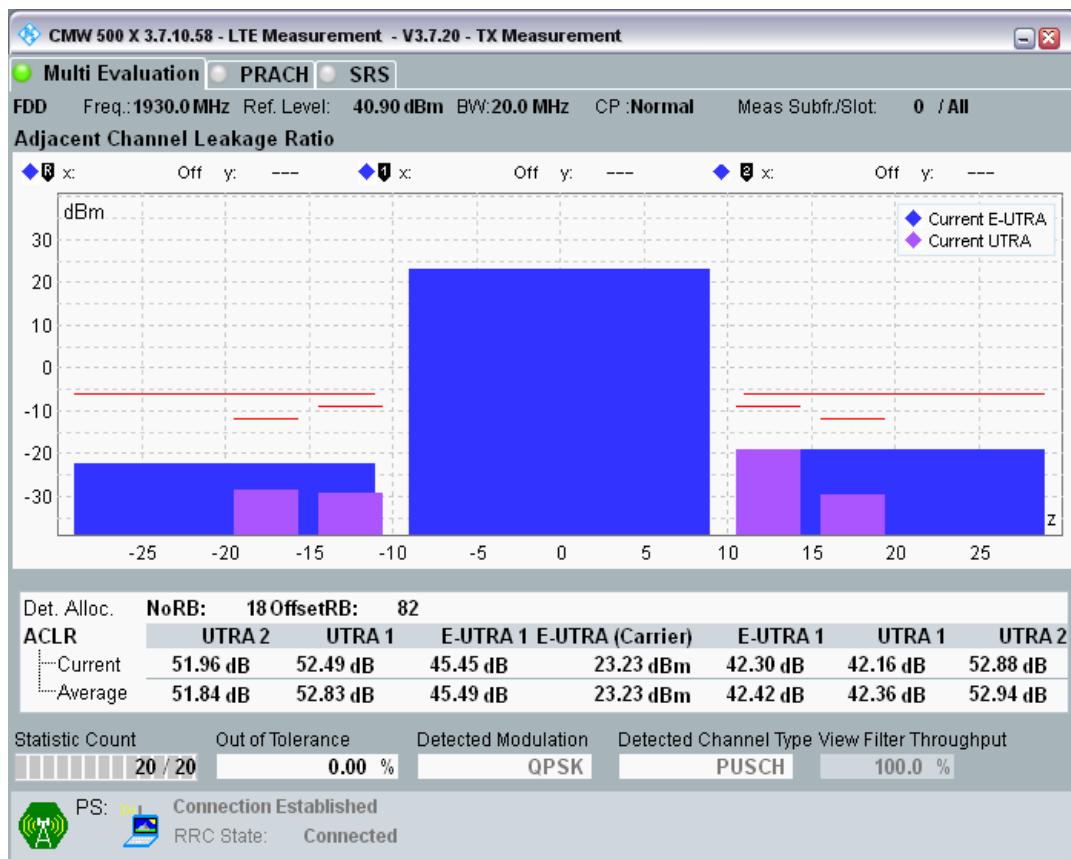 CMW 500 X 3.7.10.58 - LTE Measurement - V3.7.20 - TX Measurement
Multi Evaluation PRACH SRS
FDD Freq.:1930.0 MHz Ref. Level: 40.90 dBm BW:20.0 MHz CP :Normal Meas Subfr./Slot: 0 / All
Adjacent Channel Leakage Ratio
R x: Off y: --- 1 x: Off y: --- 2 x: Off y: ---
dBm
Current E-UTRA
Current UTRA
30
20
10
0
-10
-20
-30
z
-25 -20 -15 -10 -5 0 5 10 15 20 25
Det. Alloc. NoRB: 18 OffsetRB: 82
ACLR UTRA 2 UTRA 1 E-UTRA 1 E-UTRA (Carrier) E-UTRA 1 UTRA 1 UTRA 2
Current 51.96 dB 52.49 dB 45.45 dB 23.23 dBm 42.30 dB 42.16 dB 52.88 dB
Average 51.84 dB 52.83 dB 45.49 dB 23.23 dBm 42.42 dB 42.36 dB 52.94 dB
Statistic Count Out of Tolerance Detected Modulation Detected Channel Type View Filter Throughput
20 / 20 0.00 % QPSK PUSCH 100.0 %
PS: Connection Established
RRC State: Connected